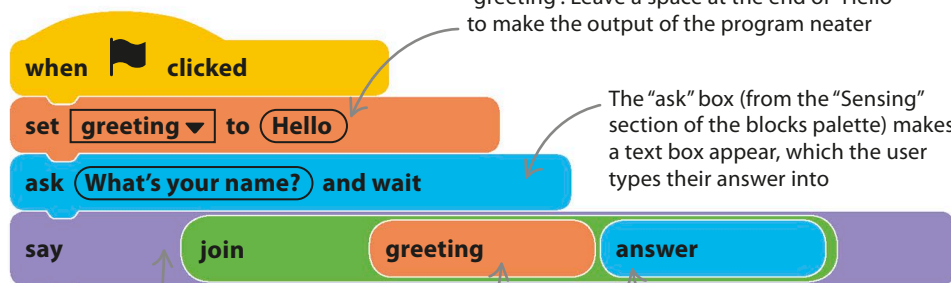 "greeting". Leave a space at the end of "Hello"
to make the output of the program neater
when clicked
set greeting to Hello
The "ask" box (from the "Sensing"
section of the blocks palette) makes
a text box appear, which the user
types their answer into
ask What's your name? and wait
say join greeting answer